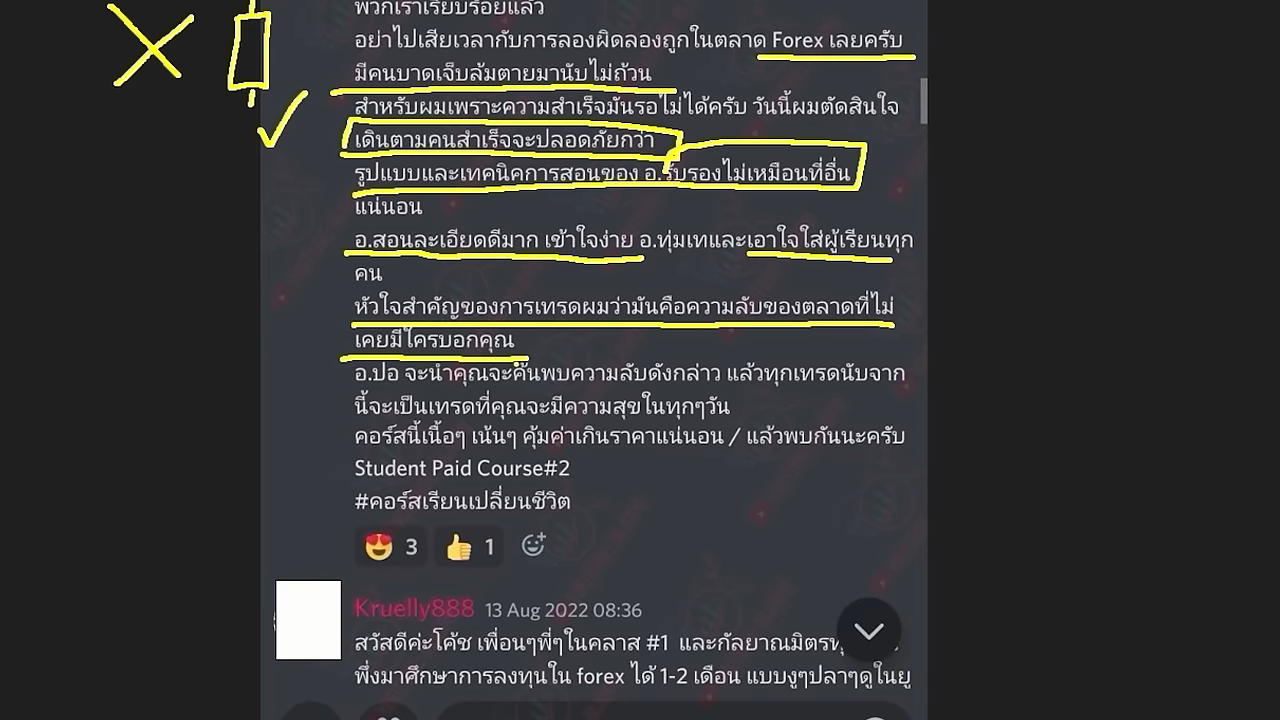 พวกเราเรียบร้อยแล้ว
อย่าไปเสียเวลากับการลองผิดลองถูกในตลาด Forex เลยครับ
มีคนบาดเจ็บล้มตายมานับไม่ถ้วน
สำหรับผมเพราะความสำเร็จมันรอไม่ได้ครับ วันนี้ผมตัดสินใจ
เดินตามคนสำเร็จจะปลอดภัยกว่า
รูปแบบและเทคนิคการสอนของ อ.รับรองไม่เหมือนที่อื่น
แน่นอน
อ.สอนละเอียดดีมาก เข้าใจง่าย อ.ทุ่มเทและเอาใจใส่ผู้เรียนทุก
คน
หัวใจสำคัญของการเทรดผมว่ามันคือความลับของตลาดที่ไม่
เคยมีใครบอกคุณ
อ.ปอ จะนำคุณจะค้นพบความลับดังกล่าว แล้วทุกเทรดนับจาก
นี้จะเป็นเทรดที่คุณจะมีความสุขในทุกๆวัน
คอร์สนี้เนื้อๆ เน้นๆ คุ้มค่าเกินราคาแน่นอน / แล้วพบกันนะครับ
Student Paid Course#2
#คอร์สเรียนเปลี่ยนชีวิต
3 1
Kruelly888 13 Aug 2022 08:36
สวัสดีค่ะโค้ช เพื่อนๆพี่ๆในคลาส #1 และกัลยาณมิตร
พึ่งมาศึกษาการลงทุนใน forex ได้ 1-2 เดือน แบบงูๆปลาๆดูในยู